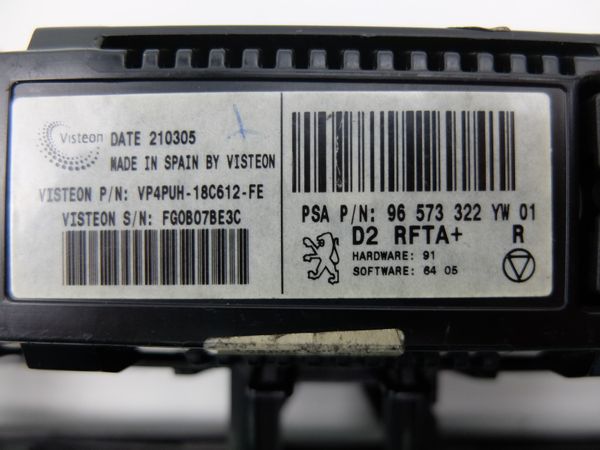 Visteon DATE 210305
MADE IN SPAIN BY VISTEON
VISTEON P/N: VP4PUH-18C612-FE
VISTEON S/N: FG0B07BE3C
PSA P/N: 96 573 322 YW 01
D2 RFTA+ R
HARDWARE: 91
SOFTWARE: 64 05